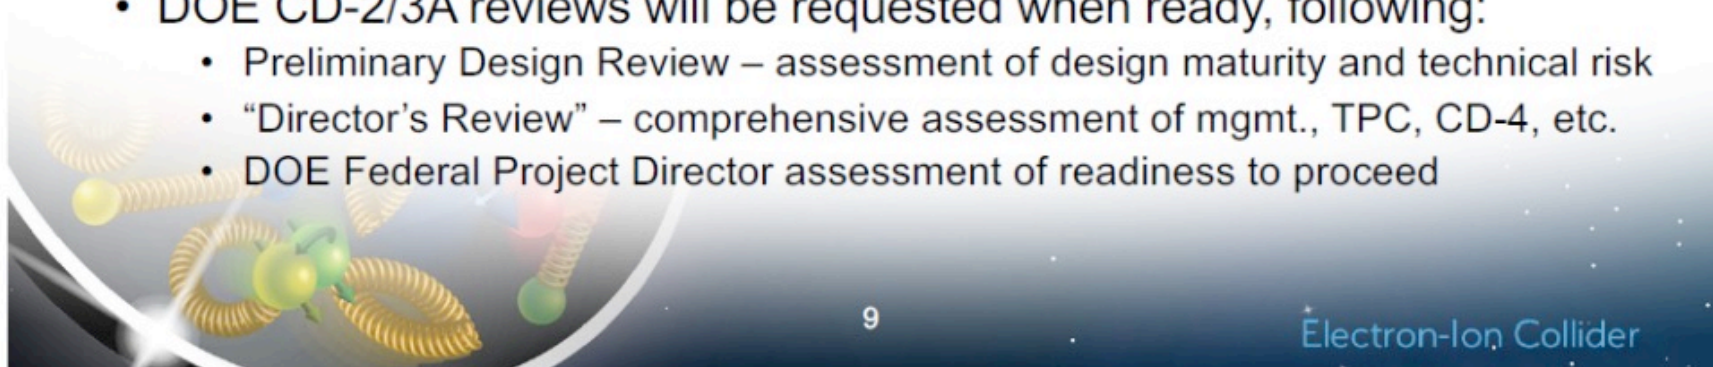 • DOE CD-2/3A reviews will be requested when ready, following:
• Preliminary Design Review – assessment of design maturity and technical risk
• “Director’s Review” – comprehensive assessment of mgmt., TPC, CD-4, etc.
• DOE Federal Project Director assessment of readiness to proceed
9
Electron-Ion Collider